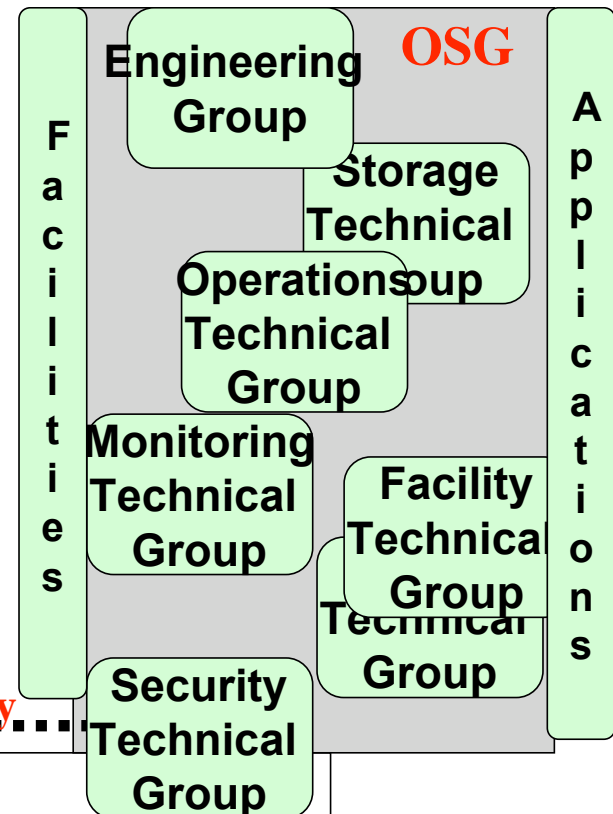 OSG
Facilities
Engineering
Group
Storage
Technical
Operations
Technical
Group
Monitoring
Technical
Group
Facility
Technical
Group
Technical
Group
Security
Technical
Group
Applications